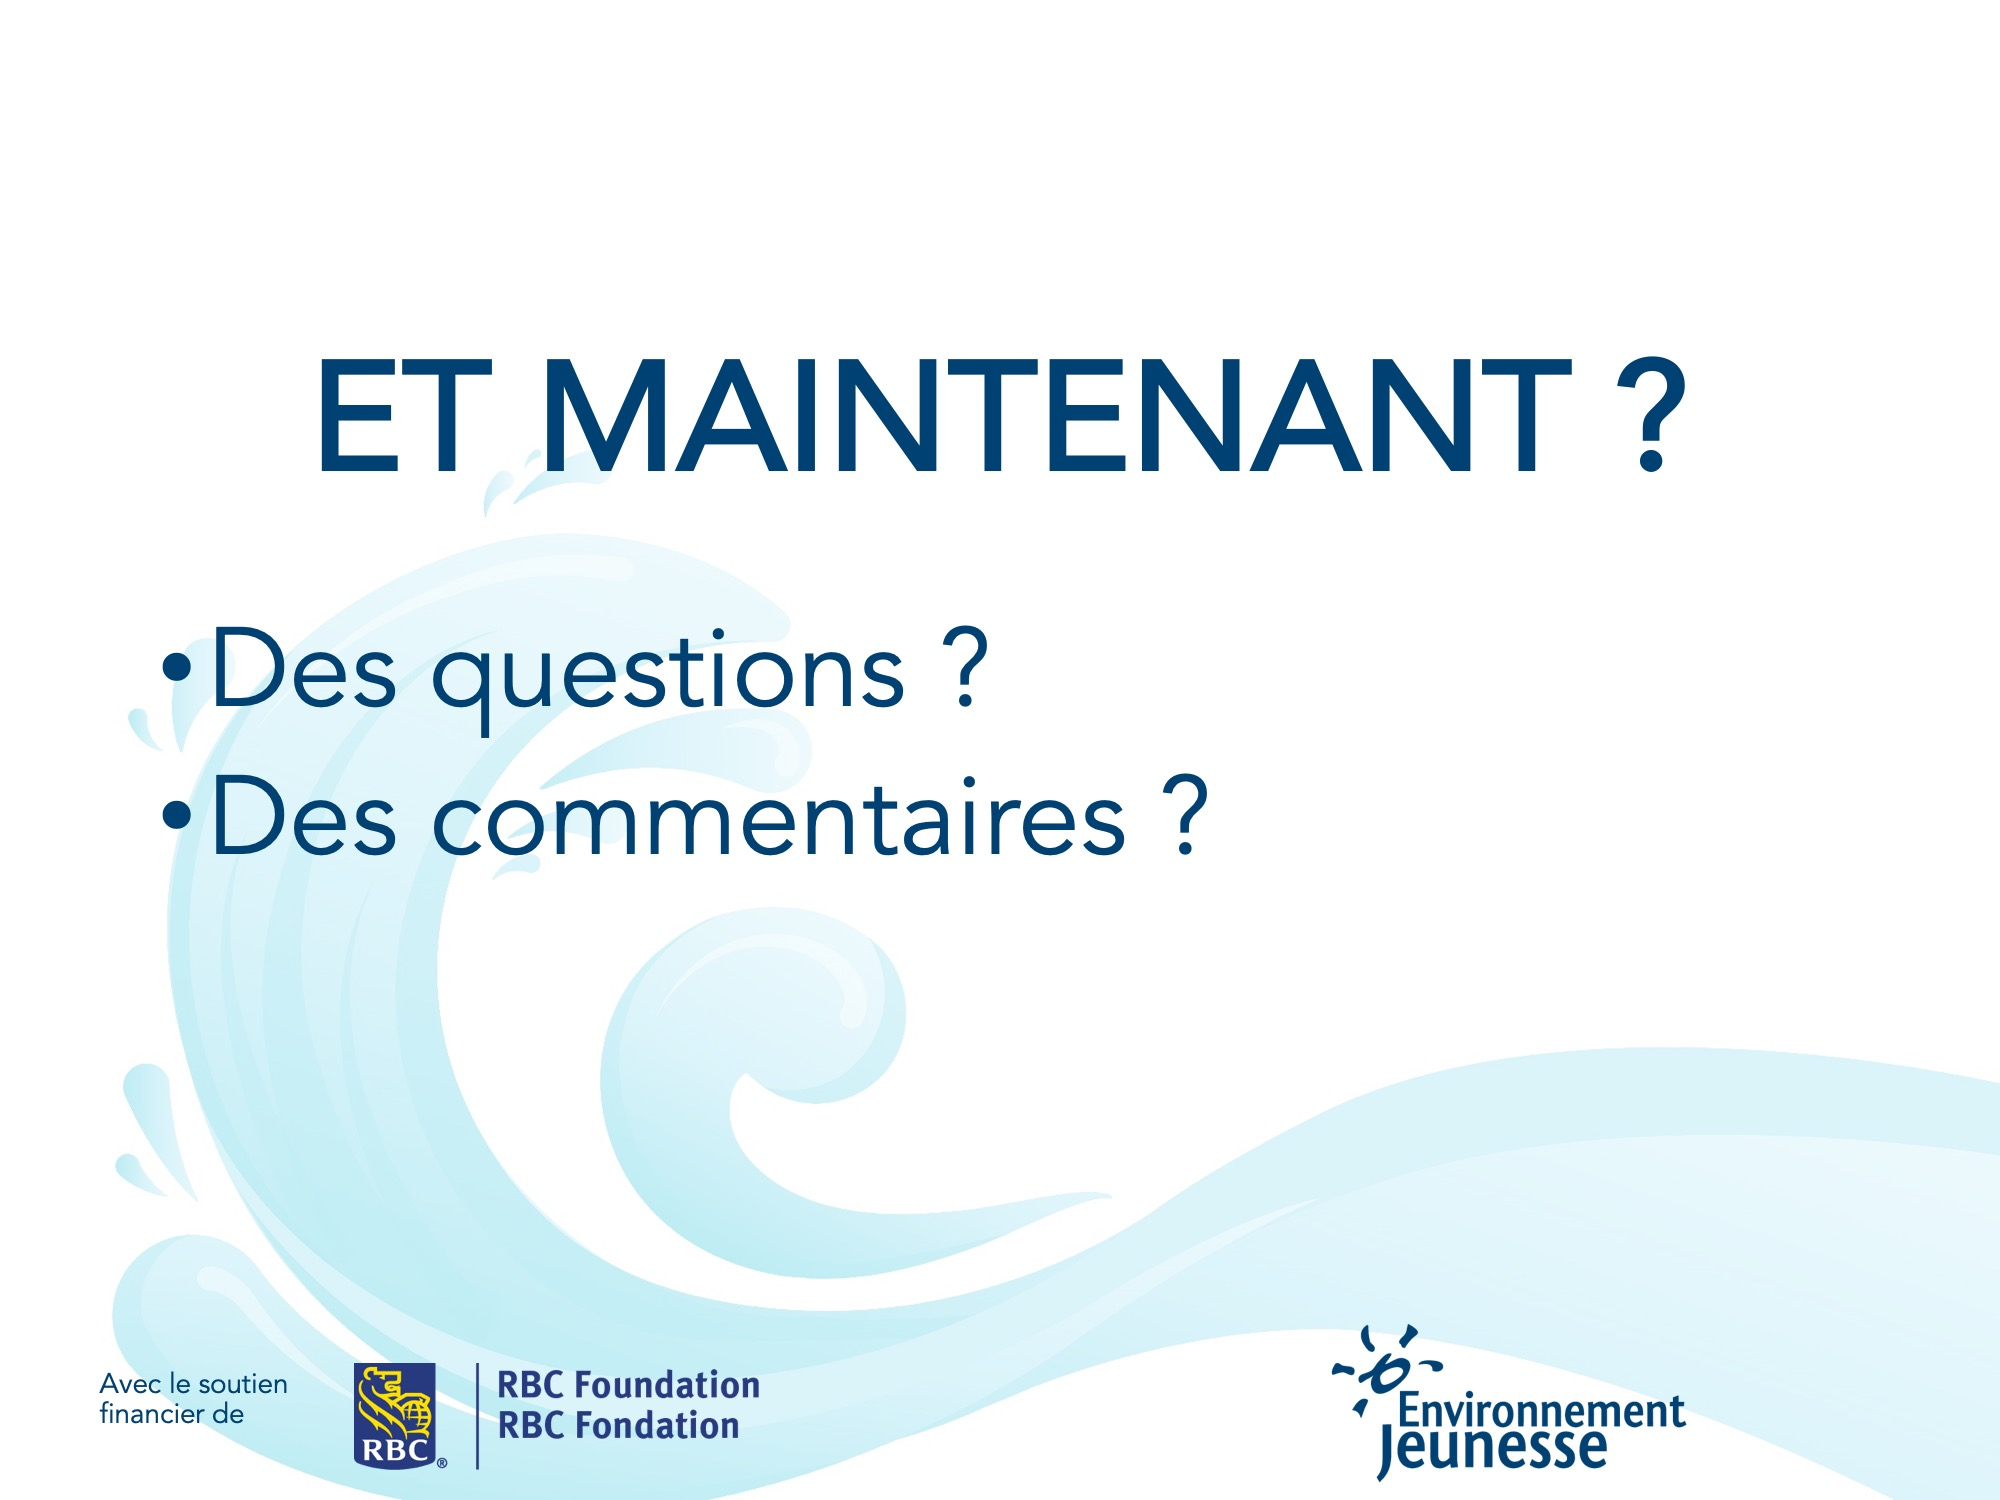 ET MAINTENANT ?
•Des questions ?
•Des commentaires ?
Avec le soutien
financier de
RBC®
RBC Foundation
RBC Fondation
Environnement
Jeunesse